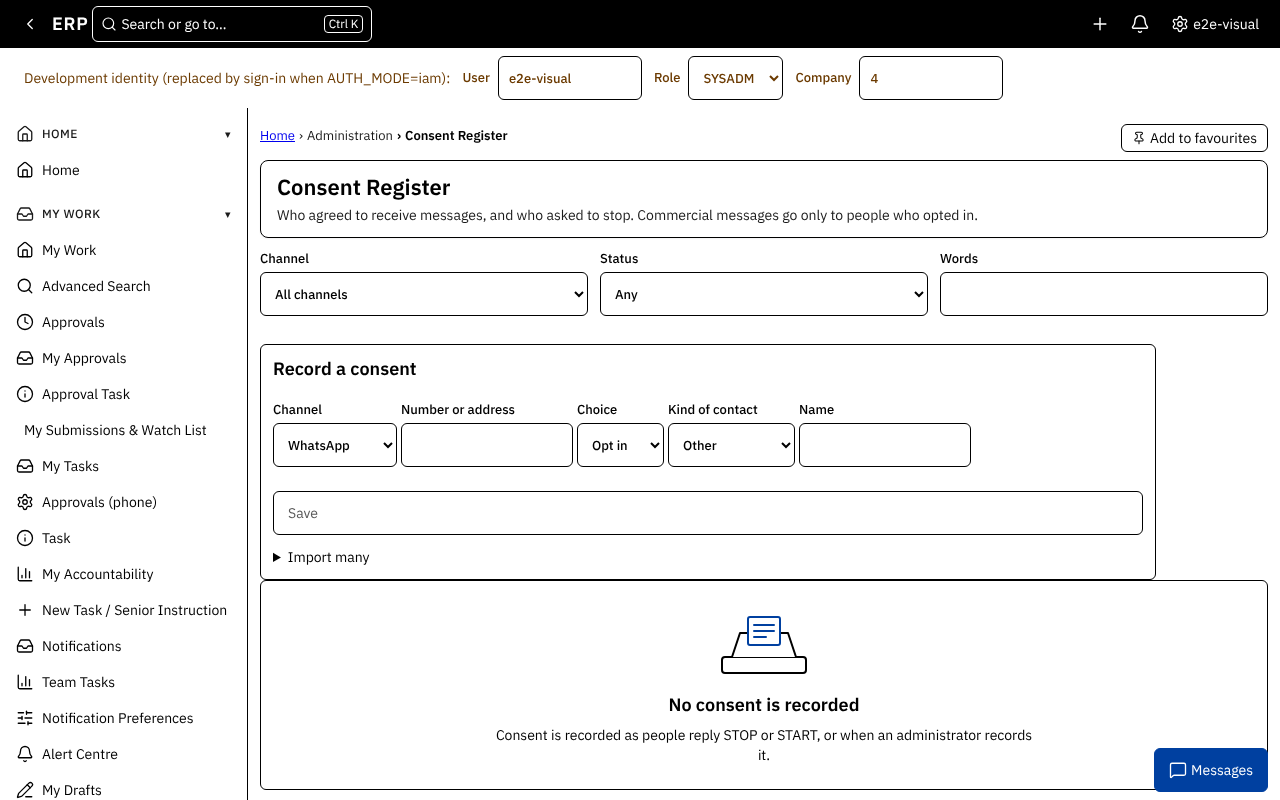 ERP
Search or go to...
Ctrl K
e2e-visual
Development identity (replaced by sign-in when AUTH_MODE=iam):
User
e2e-visual
Role
SYSADM
Company
4
HOME
Home
MY WORK
My Work
Advanced Search
Approvals
My Approvals
Approval Task
My Submissions & Watch List
My Tasks
Approvals (phone)
Task
My Accountability
New Task / Senior Instruction
Notifications
Team Tasks
Notification Preferences
Alert Centre
My Drafts
Home › Administration › Consent Register
Add to favourites
Consent Register
Who agreed to receive messages, and who asked to stop. Commercial messages go only to people who opted in.
Channel
Status
Words
All channels
Any
Record a consent
Channel
Number or address
Choice
Kind of contact
Name
WhatsApp
Opt in
Other
Save
Import many
No consent is recorded
Consent is recorded as people reply STOP or START, or when an administrator records
it.
Messages